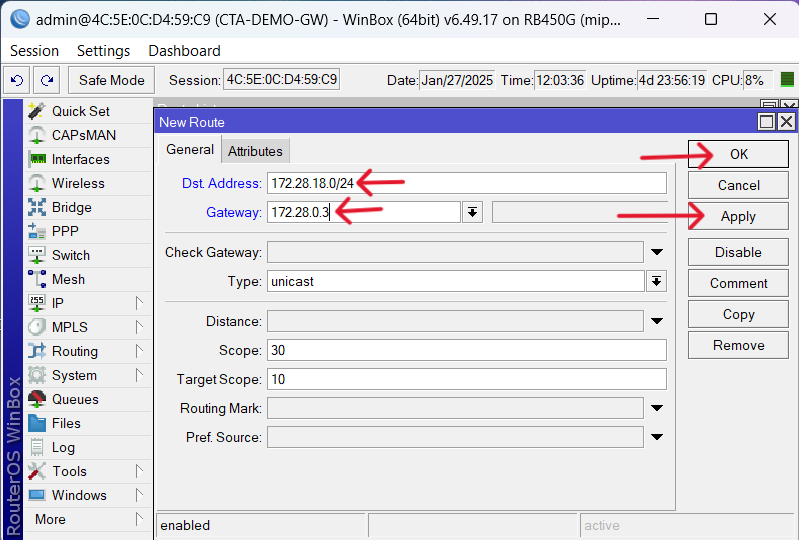 admin@4C:5E:0C:D4:59:C9 (CTA-DEMO-GW) - WinBox (64bit) v6.49.17 on RB450G (mip...
Session Settings Dashboard
Safe Mode Session: 4C:5E:0C:D4:59:C9 Date: Jan/27/2025 Time: 12:03:36 Uptime: 4d 23:56:19 CPU: 8%
Quick Set
CAPsMAN
Interfaces
Wireless
Bridge
PPP
Switch
Mesh
IP
MPLS
Routing
System
Queues
Files
Log
Tools
Windows
More
RouterOS WinBox
New Route
General Attributes
Dst. Address: 172.28.18.0/24
Gateway: 172.28.0.3
Check Gateway:
Type: unicast
Distance:
Scope: 30
Target Scope: 10
Routing Mark:
Pref. Source:
OK
Cancel
Apply
Disable
Comment
Copy
Remove
enabled active